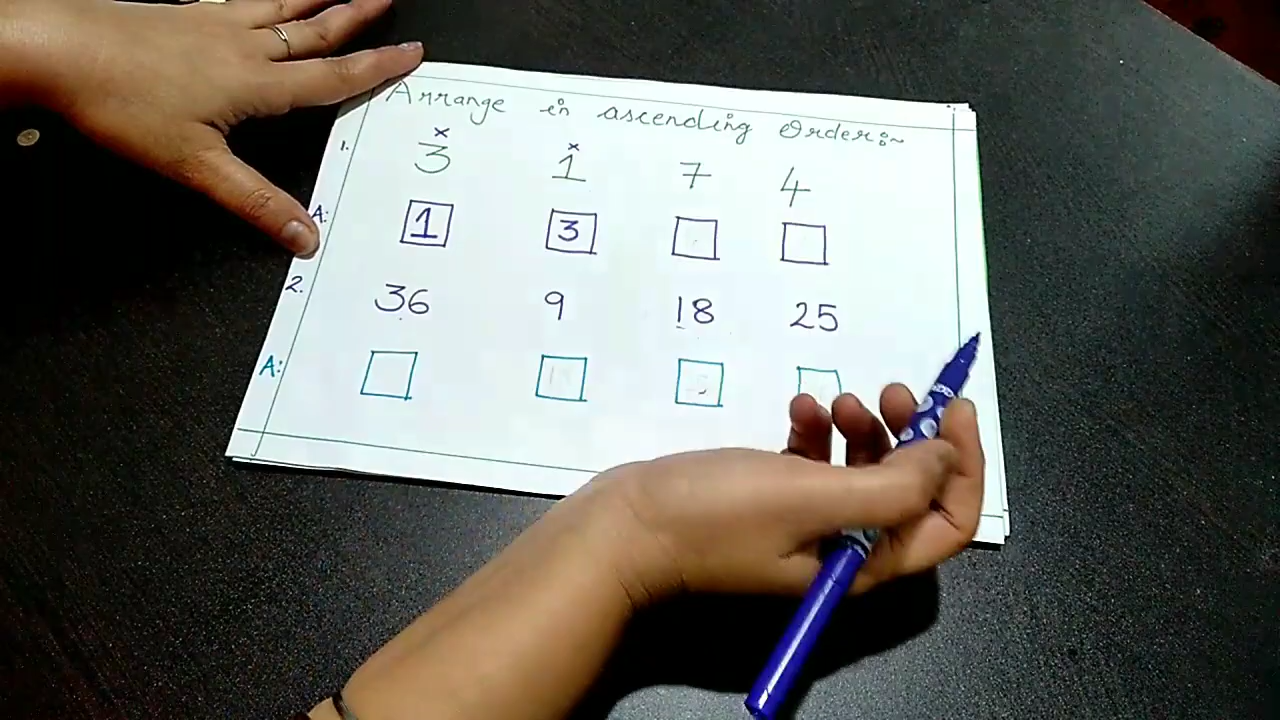 Arrange in ascending Order:~
x x
1. 3 1 7 4
A: 1 3
2. 36 9 18 25
A: